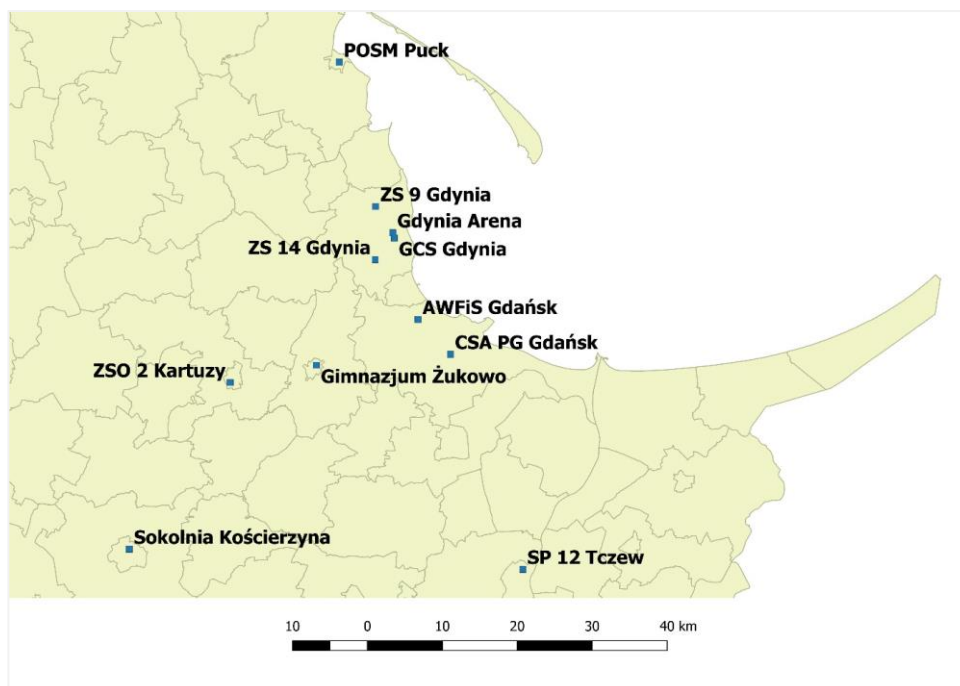 POSM Puck
ZS 9 Gdynia
Gdynia Arena
ZS 14 Gdynia
GCS Gdynia
AWFiS Gdańsk
CSA PG Gdańsk
ZSO 2 Kartuzy
Gimnazjum Żukowo
Sokolnia Kościerzyna
SP 12 Tczew
10 0 10 20 30 40 km